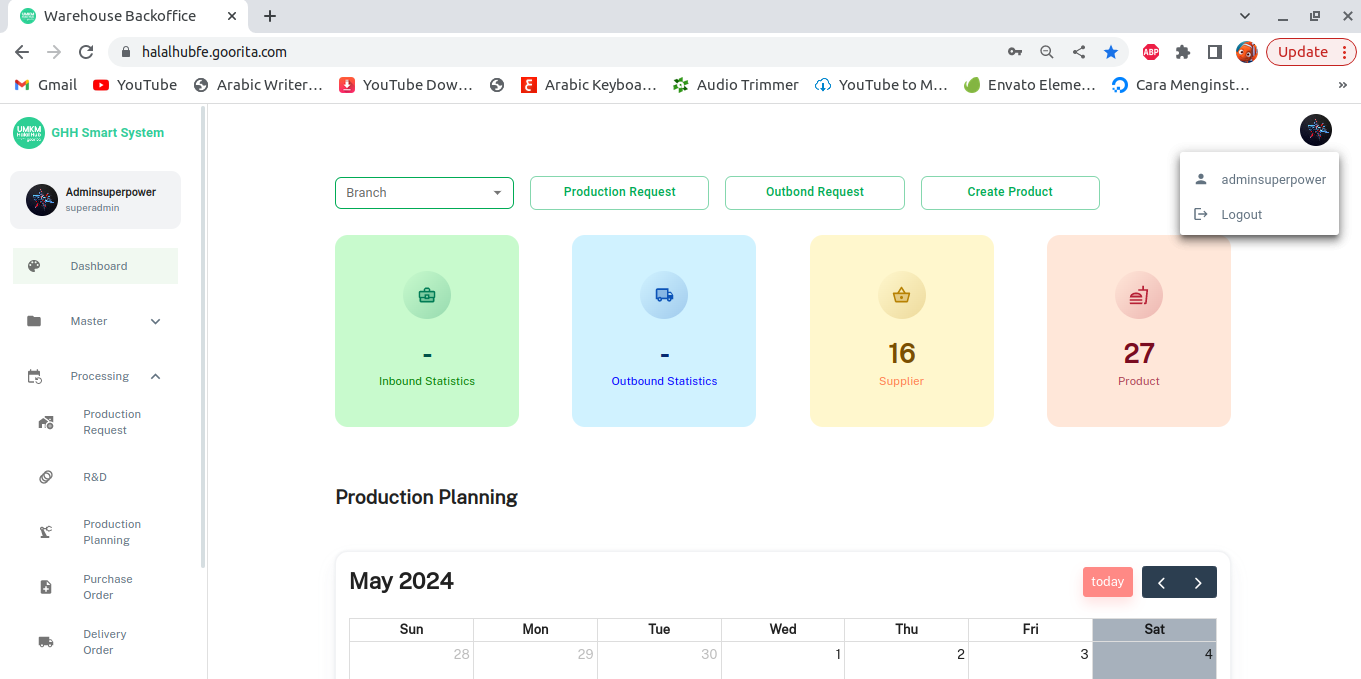 Warehouse Backoffice
halalhubfe.goorita.com
ABP
Update
Gmail
YouTube
Arabic Writer...
YouTube Dow...
Arabic Keyboa...
Audio Trimmer
YouTube to M...
Envato Eleme...
Cara Menginst...
»
UMKM
Halal Hub
goorita
GHH Smart System
Adminsuperpower
superadmin
Dashboard
Master
Processing
Production
Request
R&D
Production
Planning
Purchase
Order
Delivery
Order
adminsuperpower
Logout
Branch
Production Request
Outbond Request
Create Product
-
Inbound Statistics
-
Outbound Statistics
16
Supplier
27
Product
Production Planning
May 2024
today
Sun Mon Tue Wed Thu Fri Sat
28 29 30 1 2 3 4